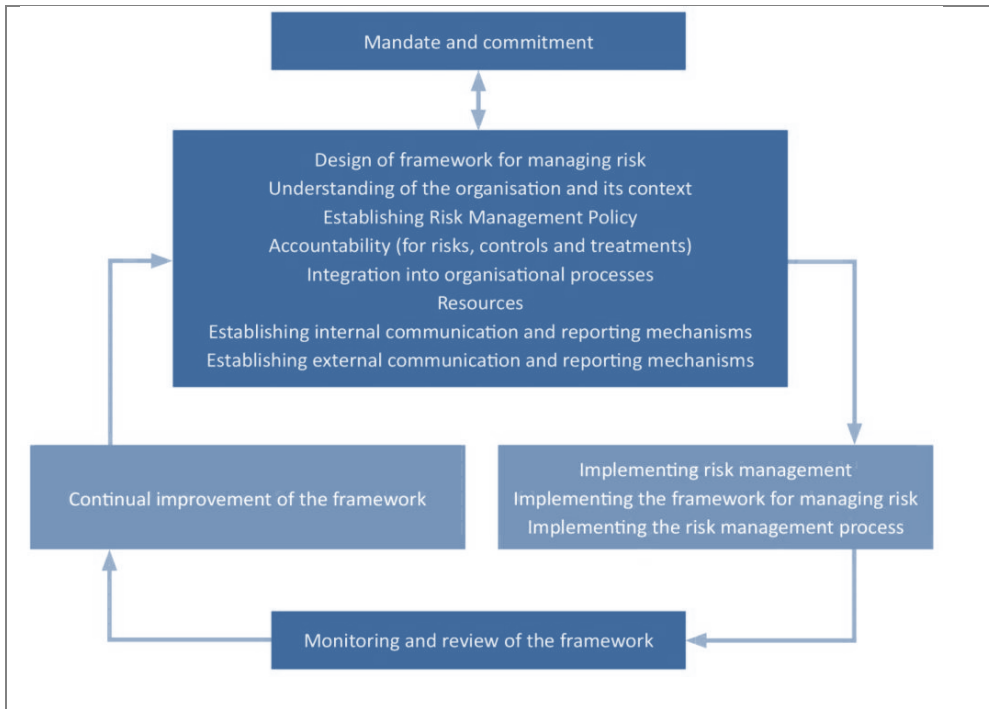 Mandate and commitment
Design of framework for managing risk
Understanding of the organisation and its context
Establishing Risk Management Policy
Accountability (for risks, controls and treatments)
Integration into organisational processes
Resources
Establishing internal communication and reporting mechanisms
Establishing external communication and reporting mechanisms
Continual improvement of the framework
Implementing risk management
Implementing the framework for managing risk
Implementing the risk management process
Monitoring and review of the framework